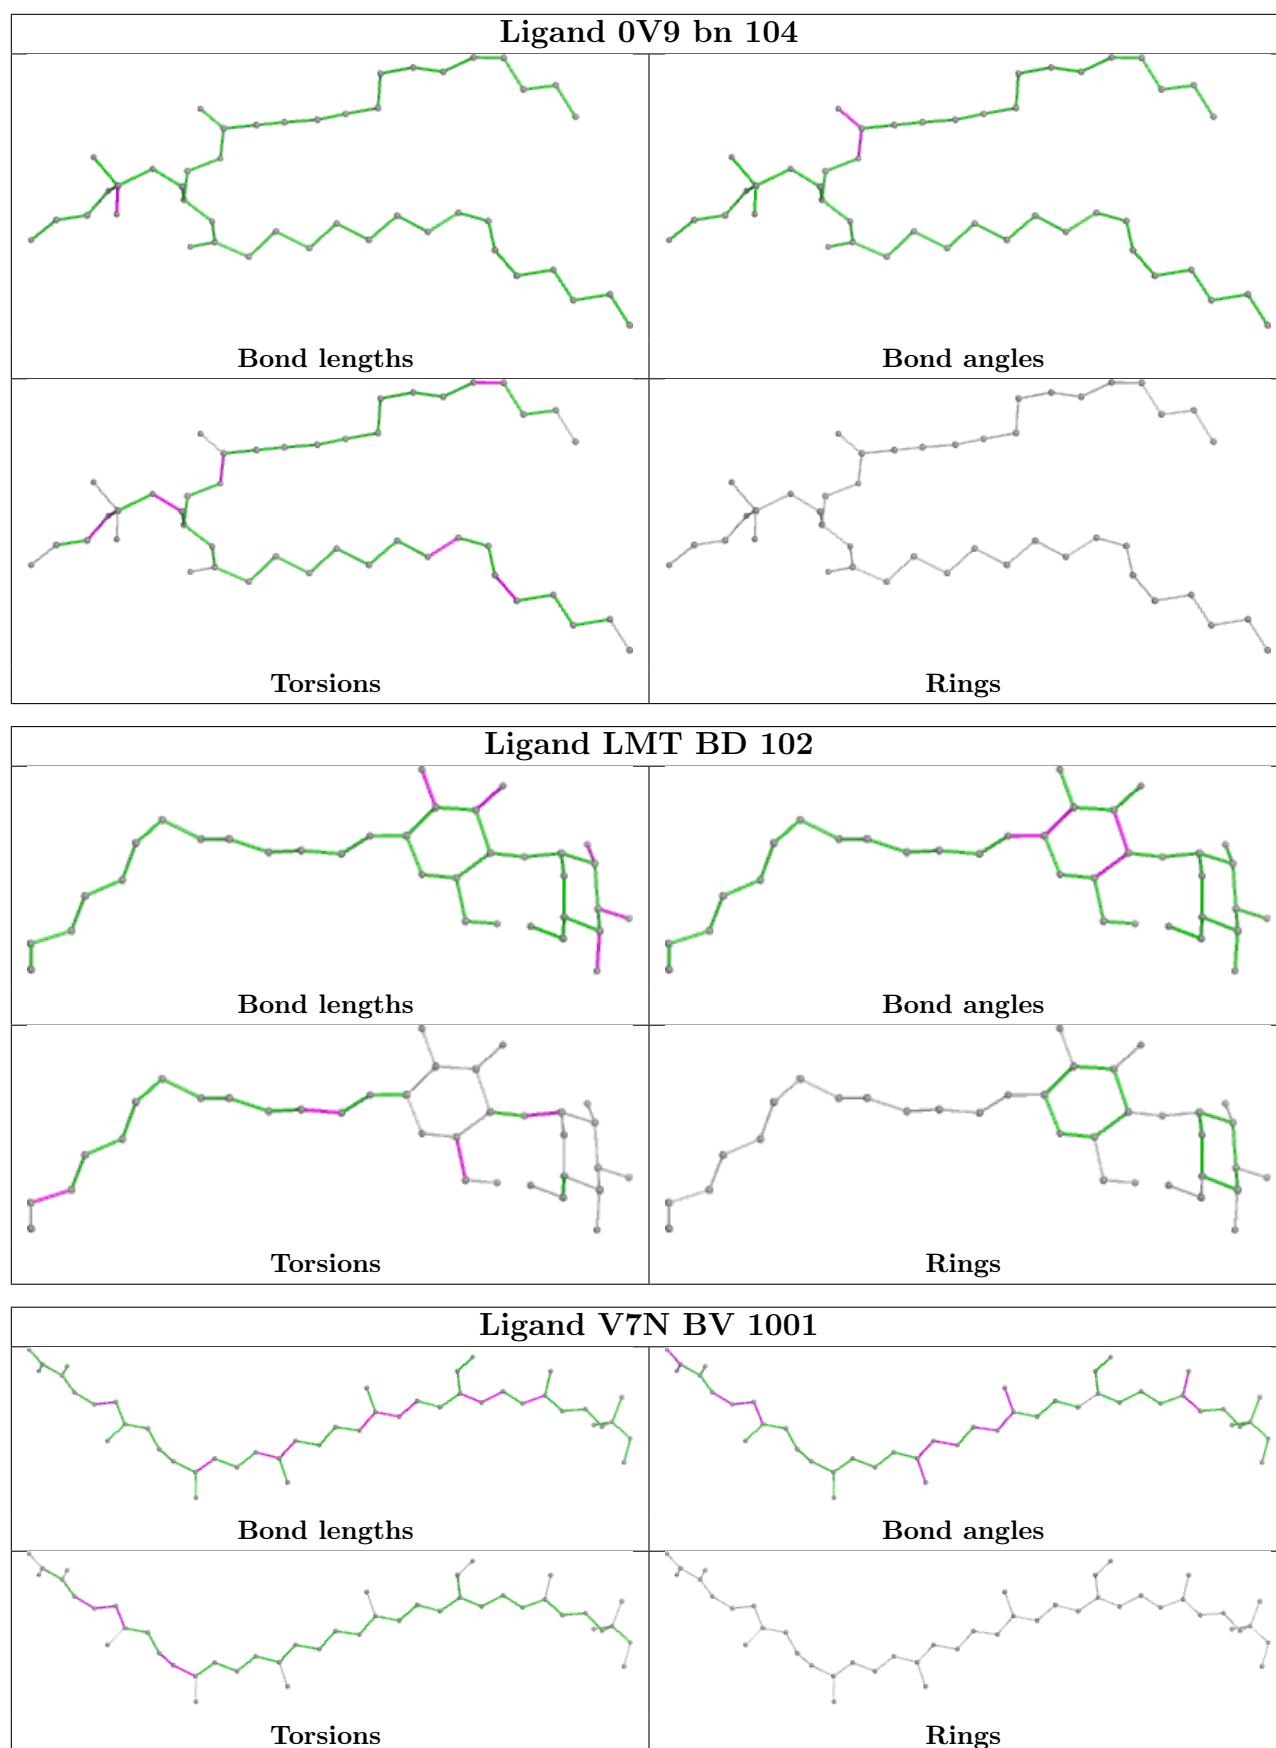 Ligand 0V9 bn 104
Bond lengths
Bond angles
Torsions
Rings
Ligand LMT BD 102
Bond lengths
Bond angles
Torsions
Rings
Ligand V7N BV 1001
Bond lengths
Bond angles
Torsions
Rings